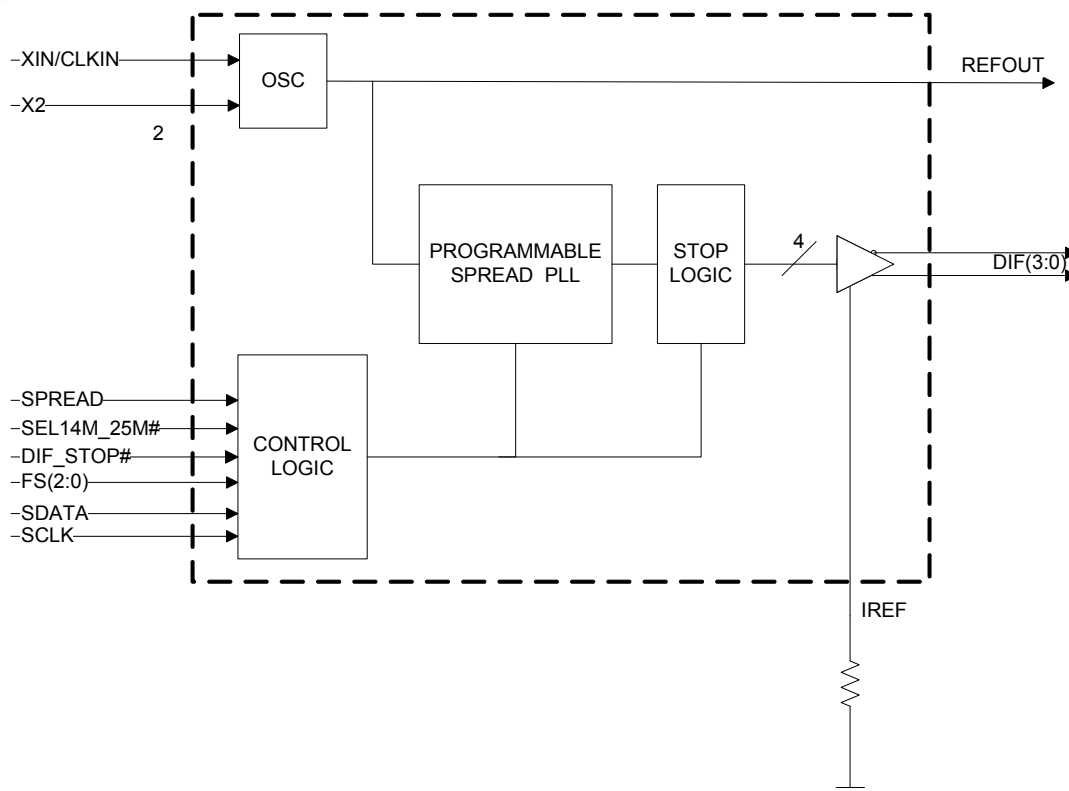 XIN/CLKIN
X2
2
OSC
REFOUT
PROGRAMMABLE
SPREAD PLL
STOP
LOGIC
4
DIF(3:0)
SPREAD
SEL14M_25M#
DIF_STOP#
FS(2:0)
SDATA
SCLK
CONTROL
LOGIC
IREF